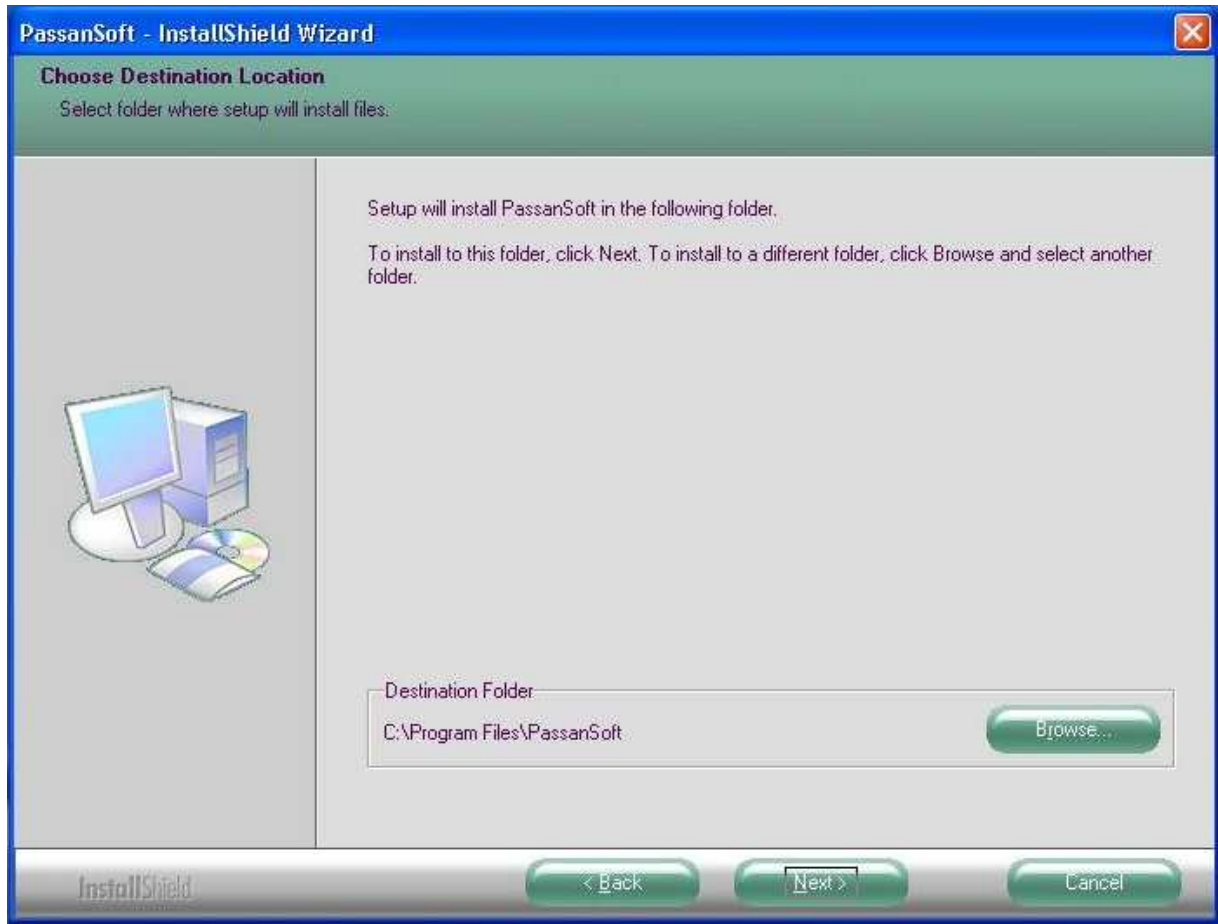 PassanSoft - InstallShield Wizard
Choose Destination Location
Select folder where setup will install files.
Setup will install PassanSoft in the following folder.
To install to this folder, click Next. To install to a different folder, click Browse and select another
folder.
Destination Folder
C:\Program Files\PassanSoft
Browse...
InstallShield
< Back
Next >
Cancel